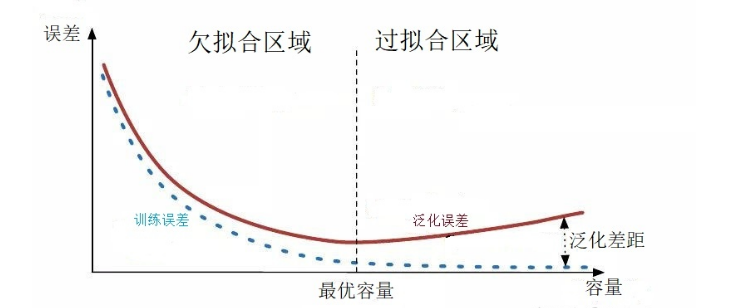 误差
欠拟合区域
过拟合区域
训练误差
泛化误差
泛化差距
最优容量
容量